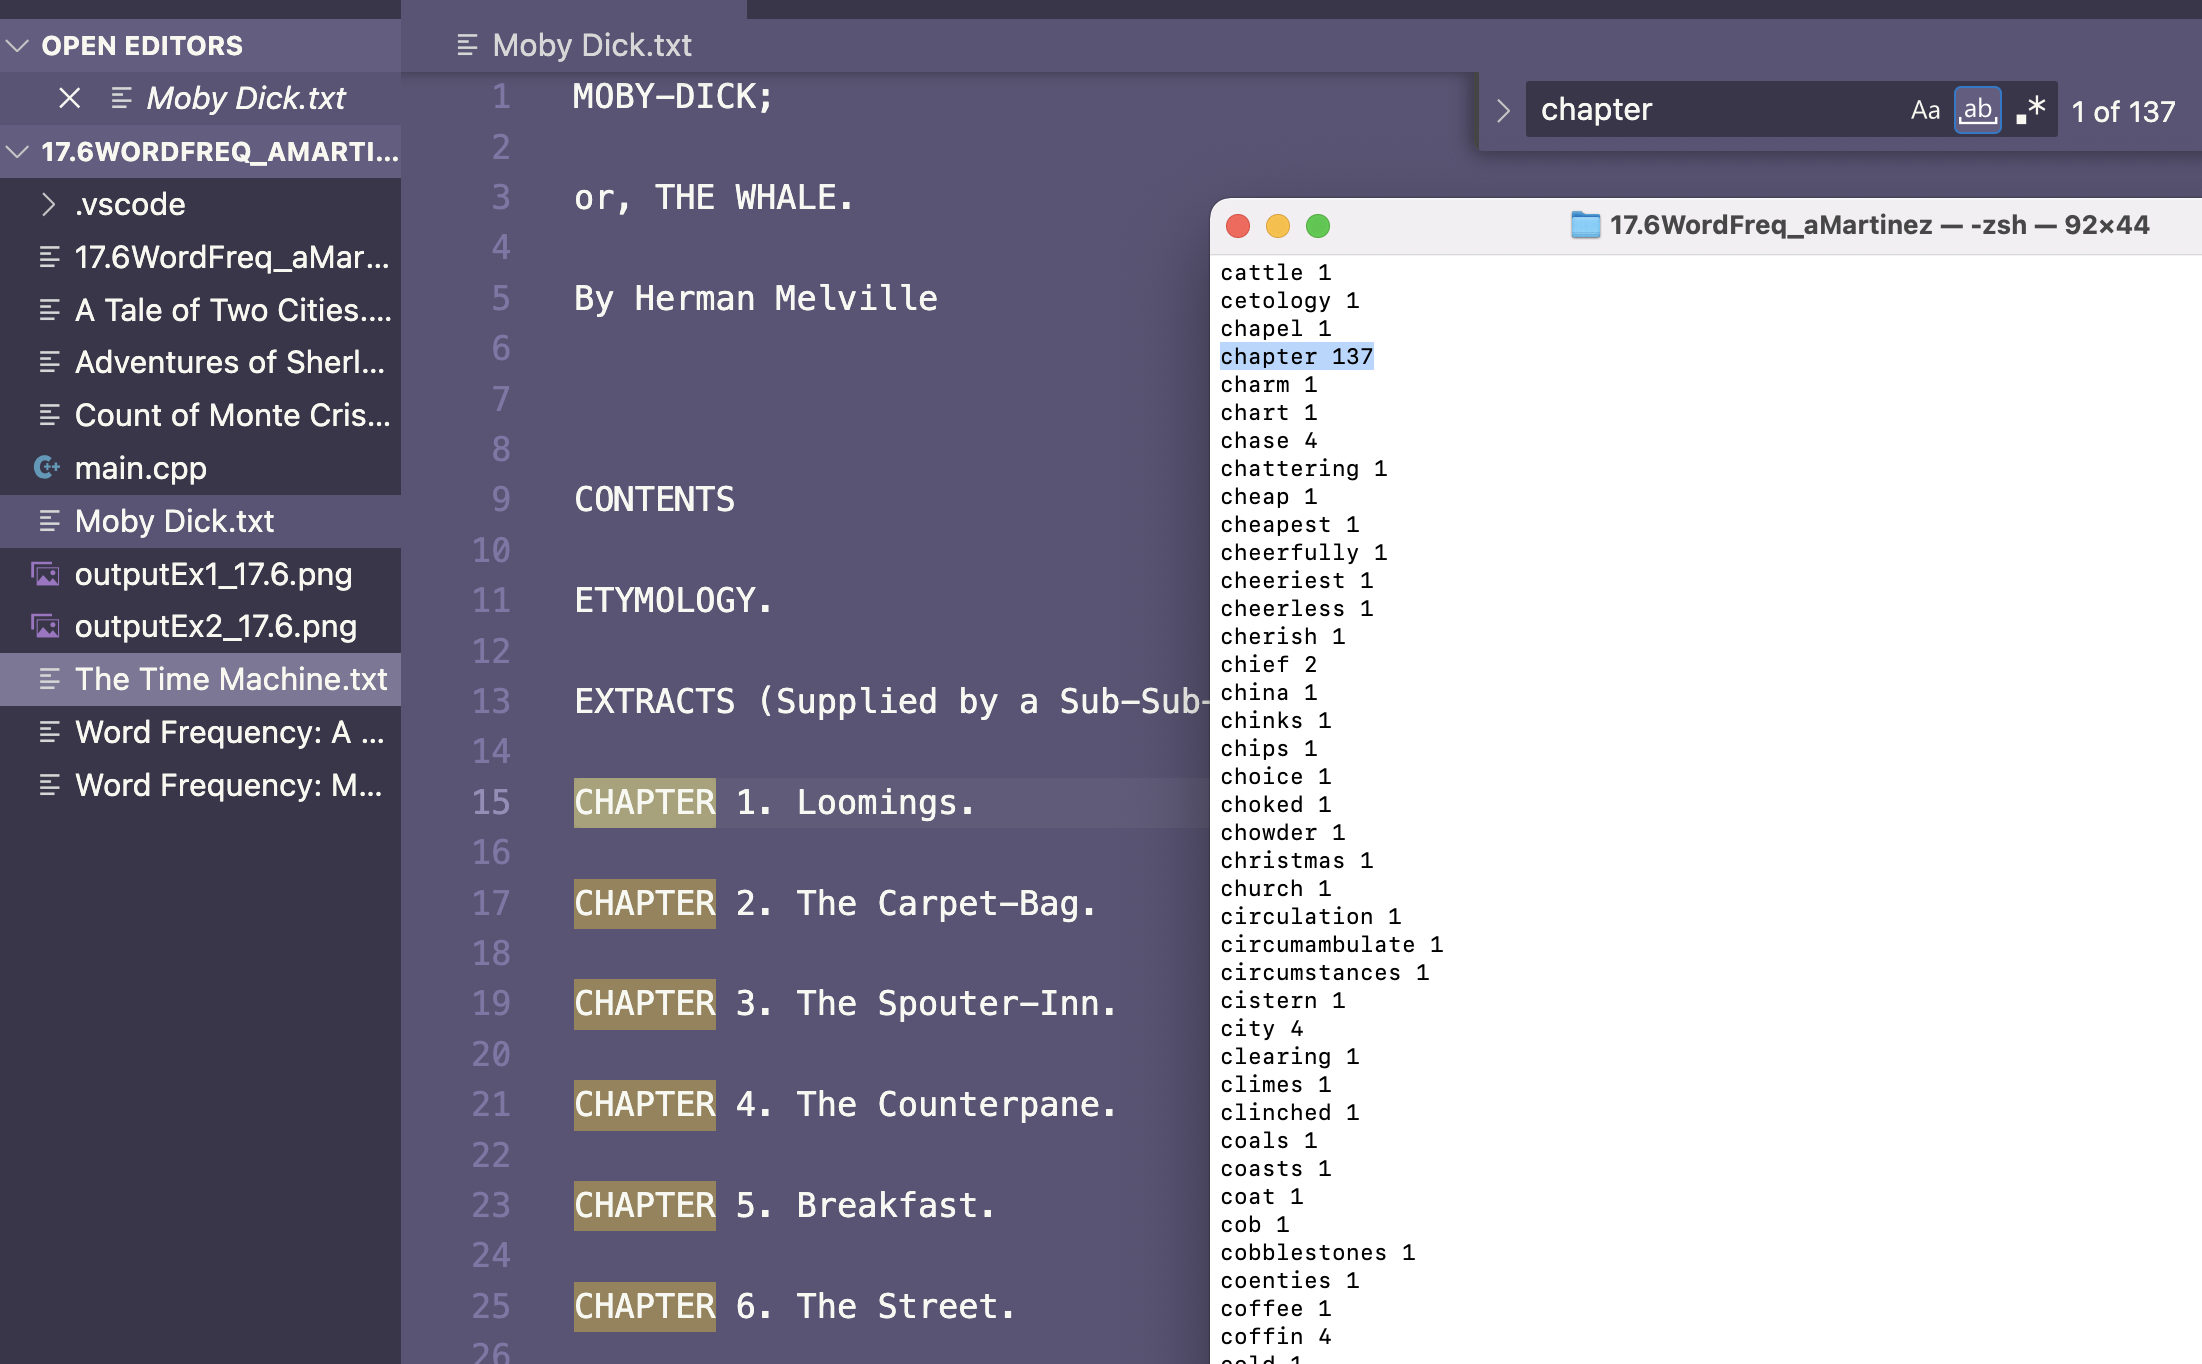 OPEN EDITORS
Moby Dick.txt
17.6WORDFREQ_AMARTI...
.vscode
17.6WordFreq_aMar...
A Tale of Two Cities....
Adventures of Sherl...
Count of Monte Cris...
main.cpp
Moby Dick.txt
outputEx1_17.6.png
outputEx2_17.6.png
The Time Machine.txt
Word Frequency: A ...
Word Frequency: M...
Moby Dick.txt
1 MOBY-DICK;
2
3 or, THE WHALE.
4
5 By Herman Melville
6
7
8
9 CONTENTS
10
11 ETYMOLOGY.
12
13 EXTRACTS (Supplied by a Sub-Sub-
14
15 CHAPTER 1. Loomings.
16
17 CHAPTER 2. The Carpet-Bag.
18
19 CHAPTER 3. The Spouter-Inn.
20
21 CHAPTER 4. The Counterpane.
22
23 CHAPTER 5. Breakfast.
24
25 CHAPTER 6. The Street.
26
chapter Aa ab .* 1 of 137
17.6WordFreq_aMartinez — -zsh — 92×44
cattle 1
cetology 1
chapel 1
chapter 137
charm 1
chart 1
chase 4
chattering 1
cheap 1
cheapest 1
cheerfully 1
cheeriest 1
cheerless 1
cherish 1
chief 2
china 1
chinks 1
chips 1
choice 1
choked 1
chowder 1
christmas 1
church 1
circulation 1
circumambulate 1
circumstances 1
cistern 1
city 4
clearing 1
climes 1
clinched 1
coals 1
coasts 1
coat 1
cob 1
cobblestones 1
coenties 1
coffee 1
coffin 4
cold 1